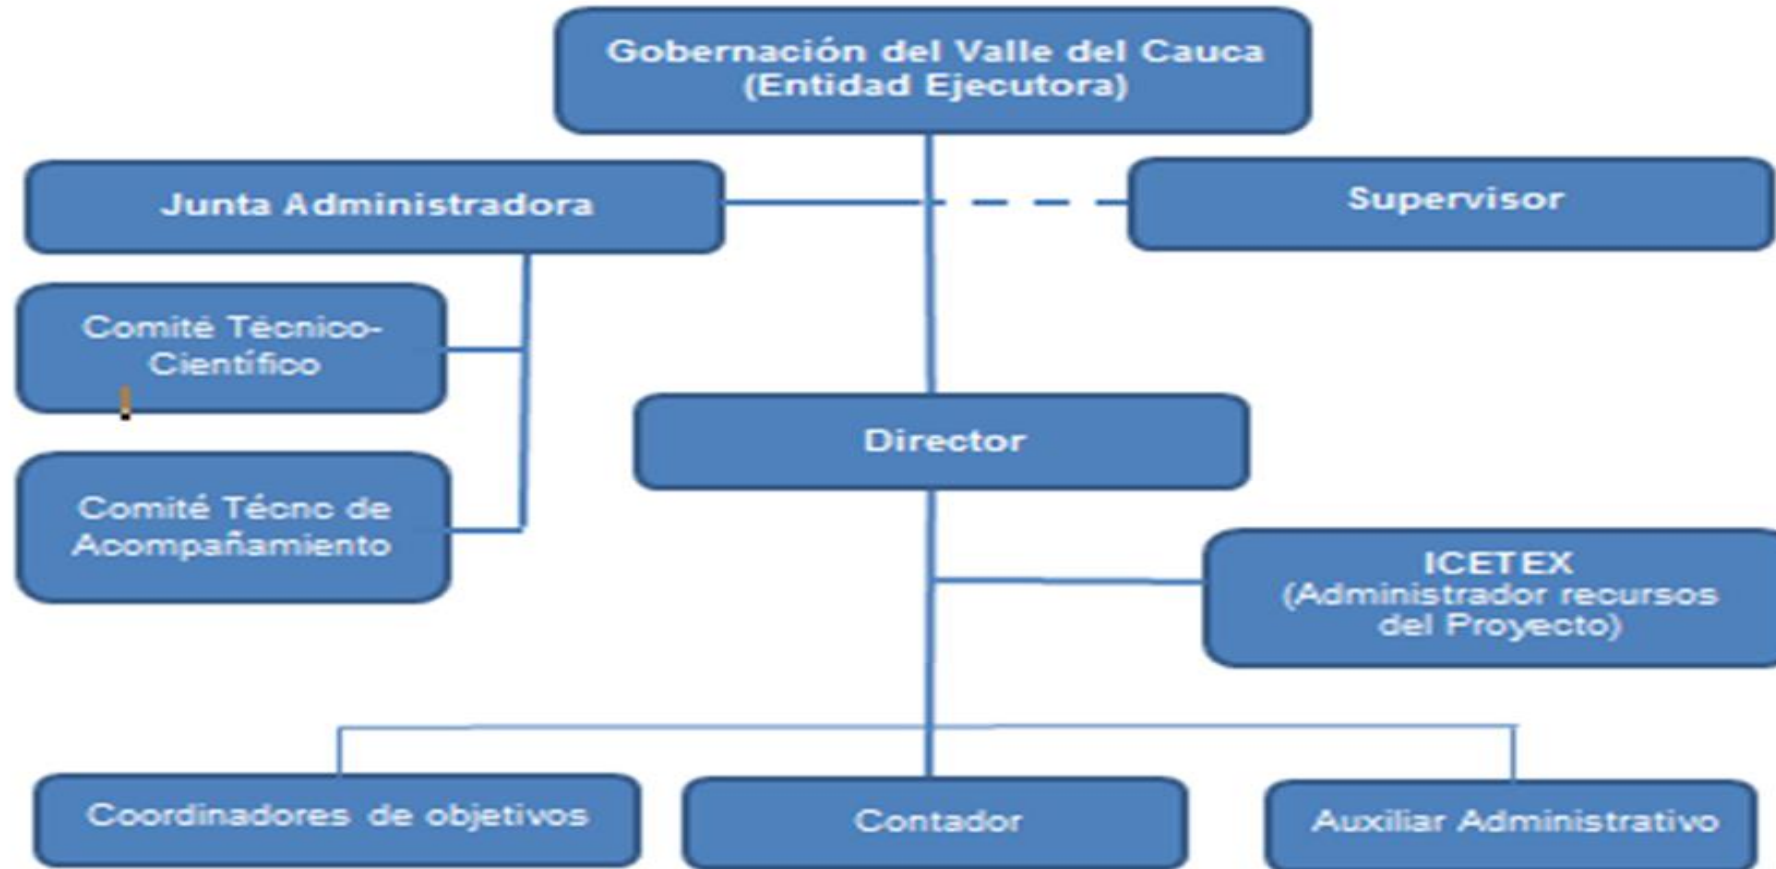 Gobernación del Valle del Cauca
(Entidad Ejecutora)
Junta Administradora
Supervisor
Comité Técnico-
Científico
Director
Comité Técnc de
Acompañamiento
ICETEX
(Administrador recursos
del Proyecto)
Coordinadores de objetivos
Contador
Auxiliar Administrativo